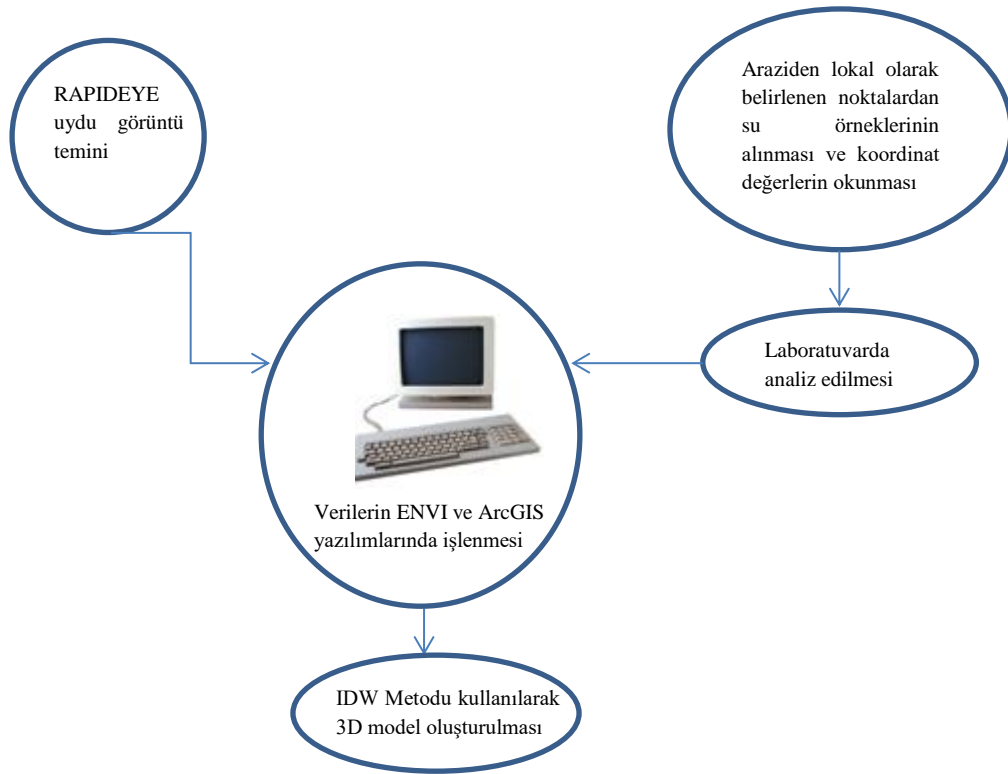 RAPIDEYE
uydu görüntü
temini
Araziden lokal olarak
belirlenen noktalardan
su örneklerinin
alınması ve koordinat
değerlerin okunması
Laboratuvarda
analiz edilmesi
Verilerin ENVI ve ArcGIS
yazılımlarında işlenmesi
IDW Metodu kullanılarak
3D model oluşturulması